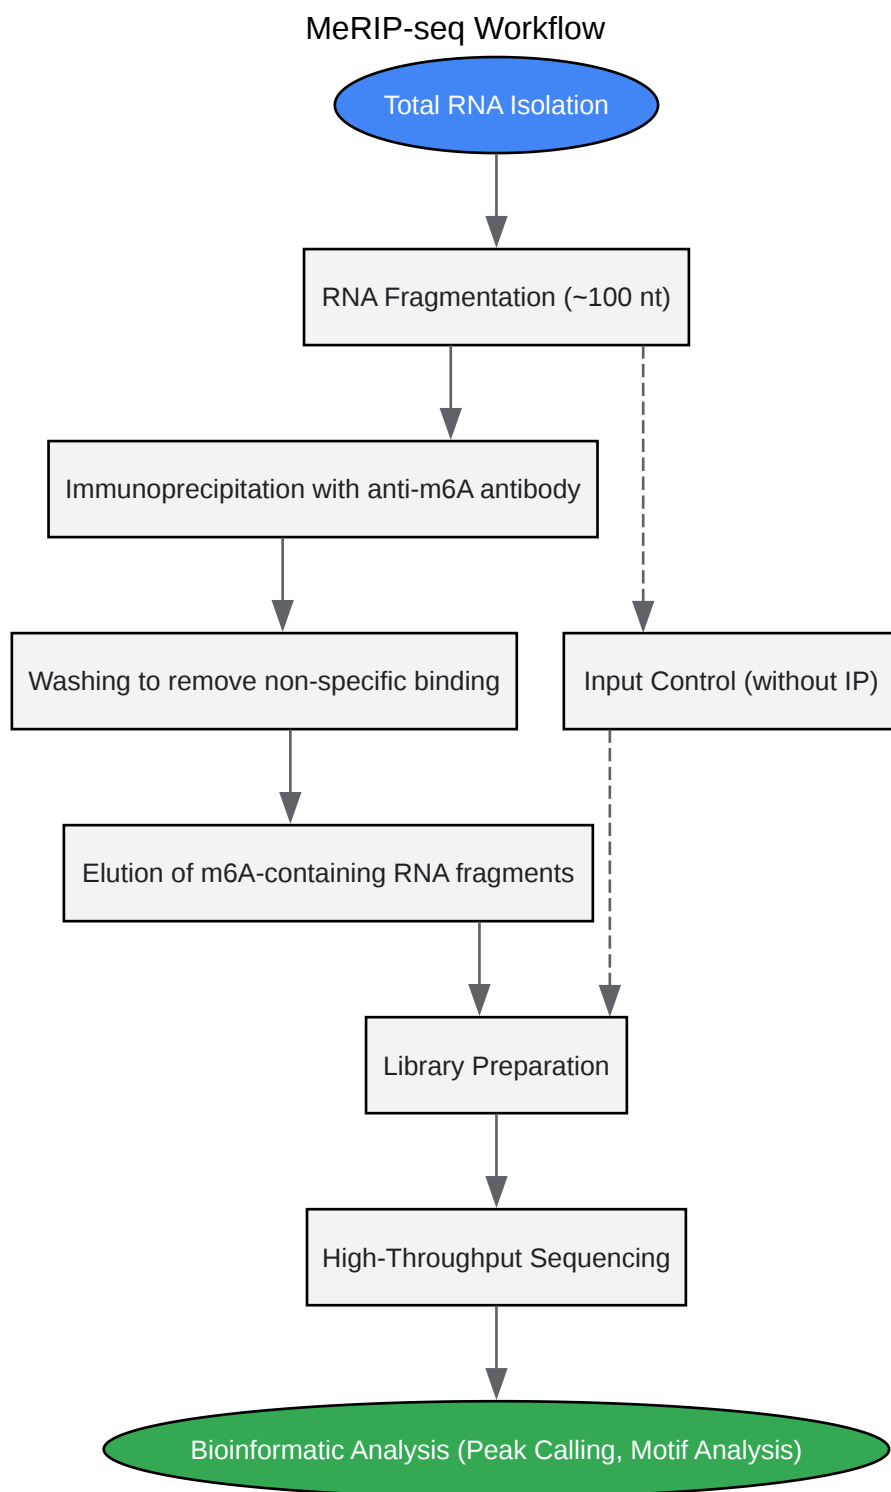 MeRIP-seq Workflow
Total RNA Isolation
RNA Fragmentation (~100 nt)
Immunoprecipitation with anti-m6A antibody
Washing to remove non-specific binding
Input Control (without IP)
Elution of m6A-containing RNA fragments
Library Preparation
High-Throughput Sequencing
Bioinformatic Analysis (Peak Calling, Motif Analysis)